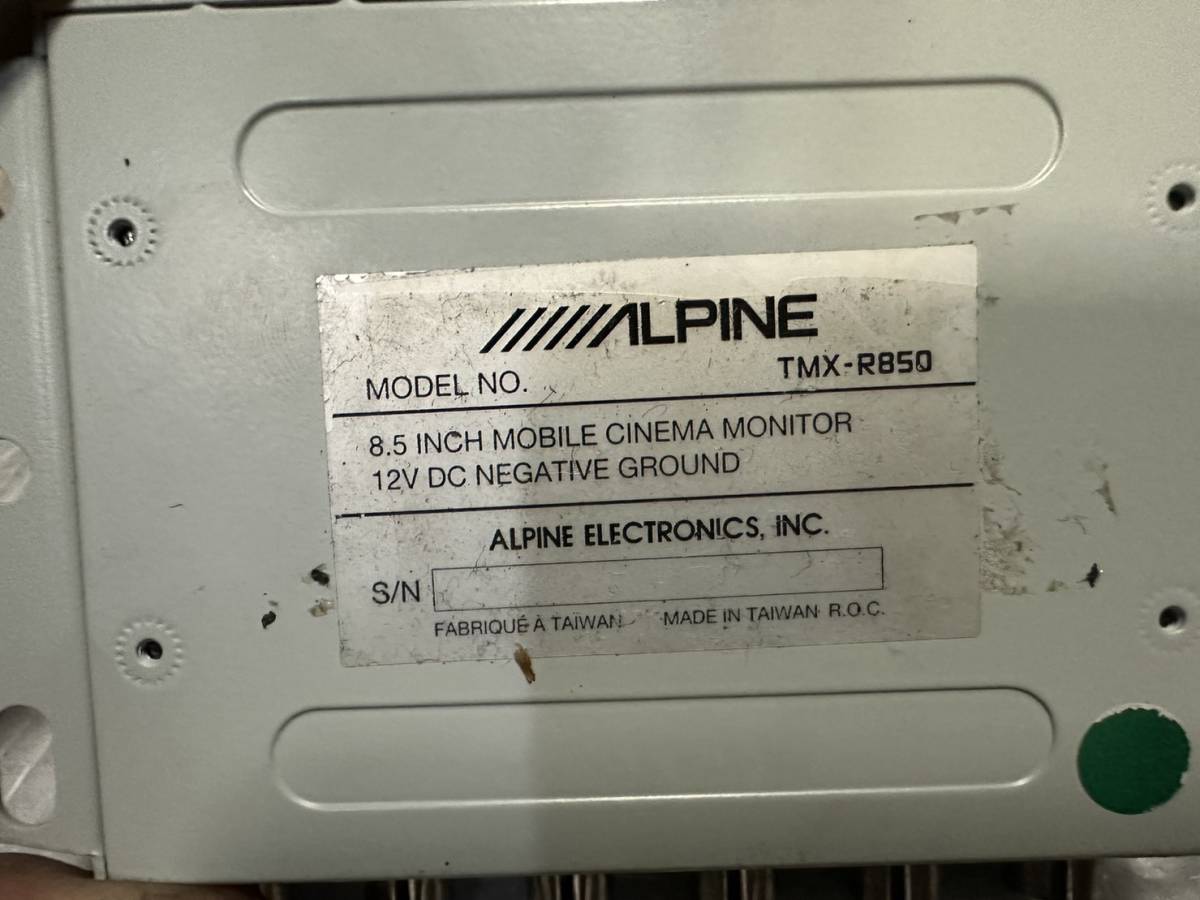 ALPINE
MODEL NO. TMX-R850
8.5 INCH MOBILE CINEMA MONITOR
12V DC NEGATIVE GROUND
ALPINE ELECTRONICS, INC.
S/N
FABRIQUÉ À TAIWAN MADE IN TAIWAN R.O.C.